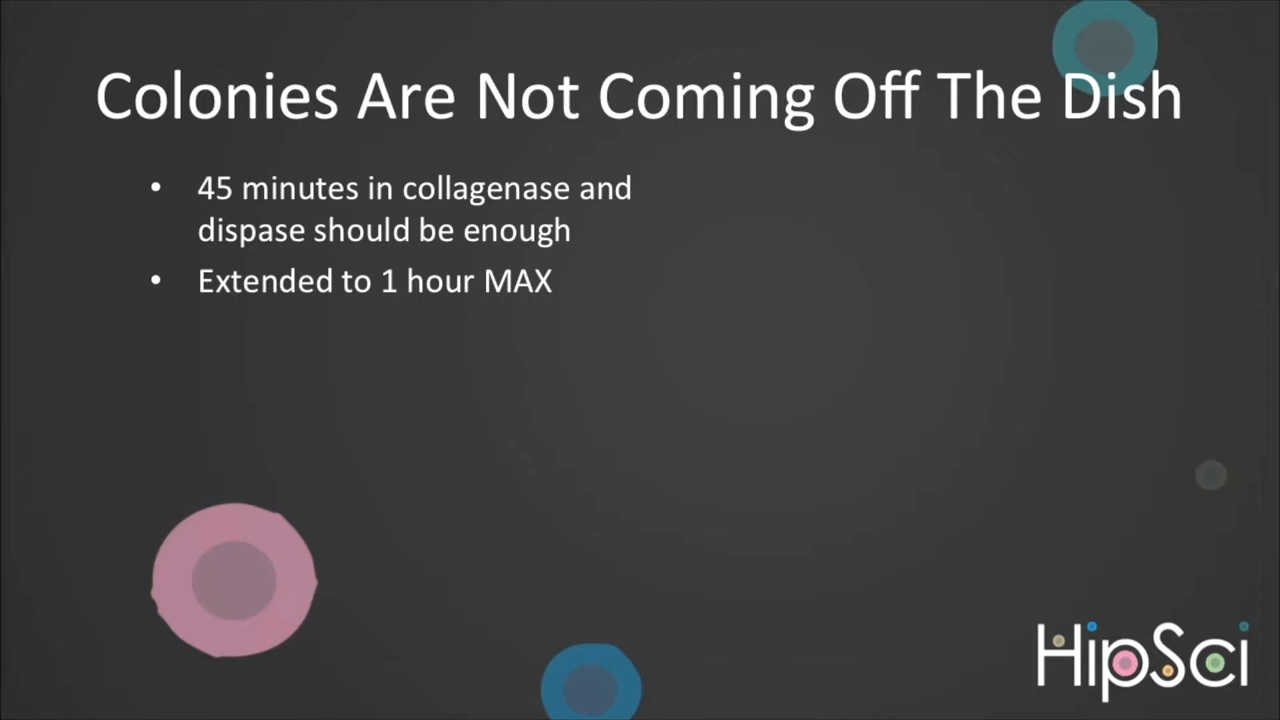 Colonies Are Not Coming Off The Dish
• 45 minutes in collagenase and
dispase should be enough
• Extended to 1 hour MAX
HipSci